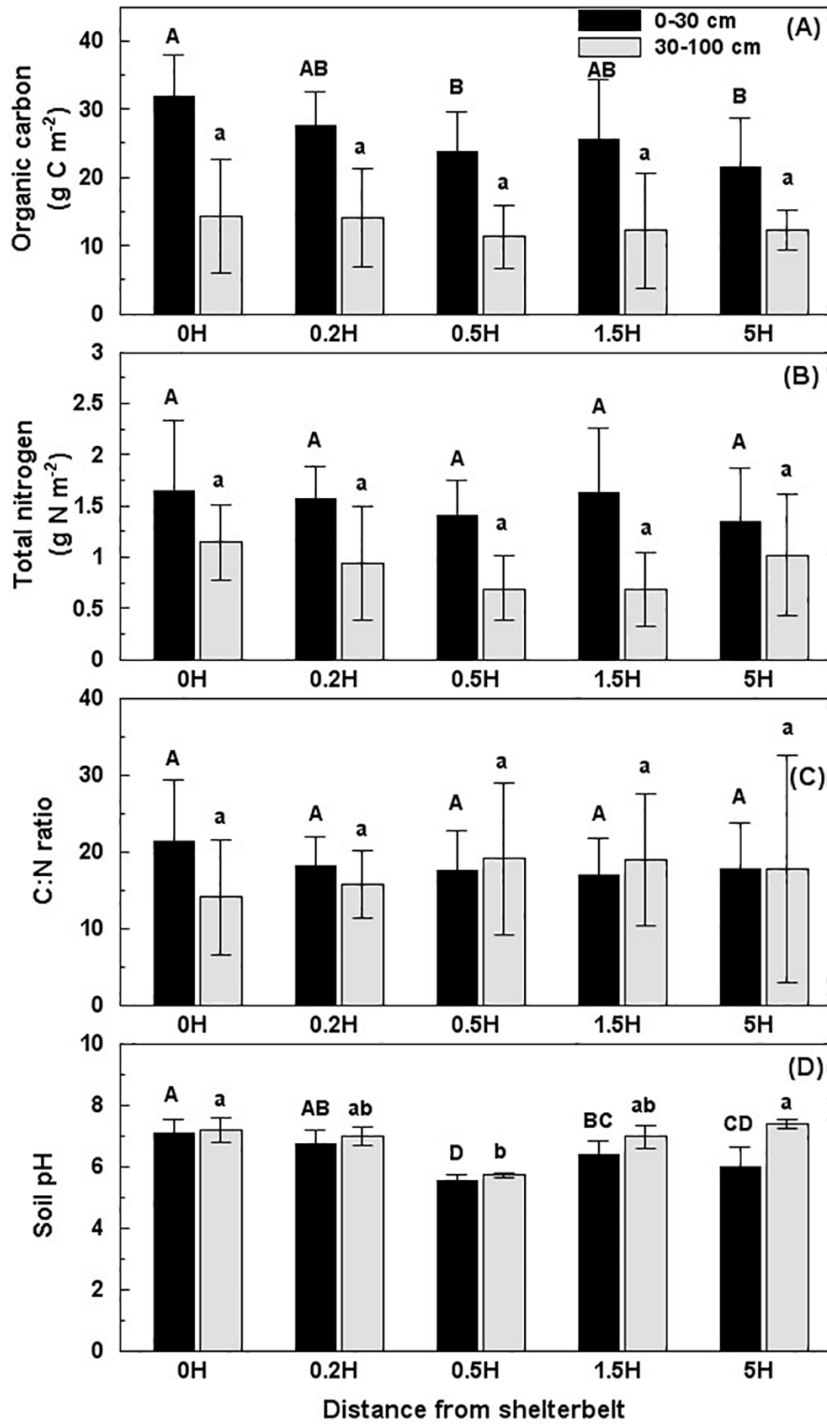 0-30 cm
30-100 cm
(A)
Organic carbon
(g C m-2)
40
30
20
10
0
A
a
AB
a
B
a
AB
a
B
a
0H
0.2H
0.5H
1.5H
5H
(B)
Total nitrogen
(g N m-2)
3
2.5
2
1.5
1
0.5
0
A
a
A
a
A
a
A
a
A
a
0H
0.2H
0.5H
1.5H
5H
(C)
C:N ratio
40
30
20
10
0
A
a
A
a
A
a
A
a
A
a
0H
0.2H
0.5H
1.5H
5H
(D)
Soil pH
10
8
6
4
2
0
A
a
AB
ab
D
b
BC
ab
CD
a
0H
0.2H
0.5H
1.5H
5H
Distance from shelterbelt